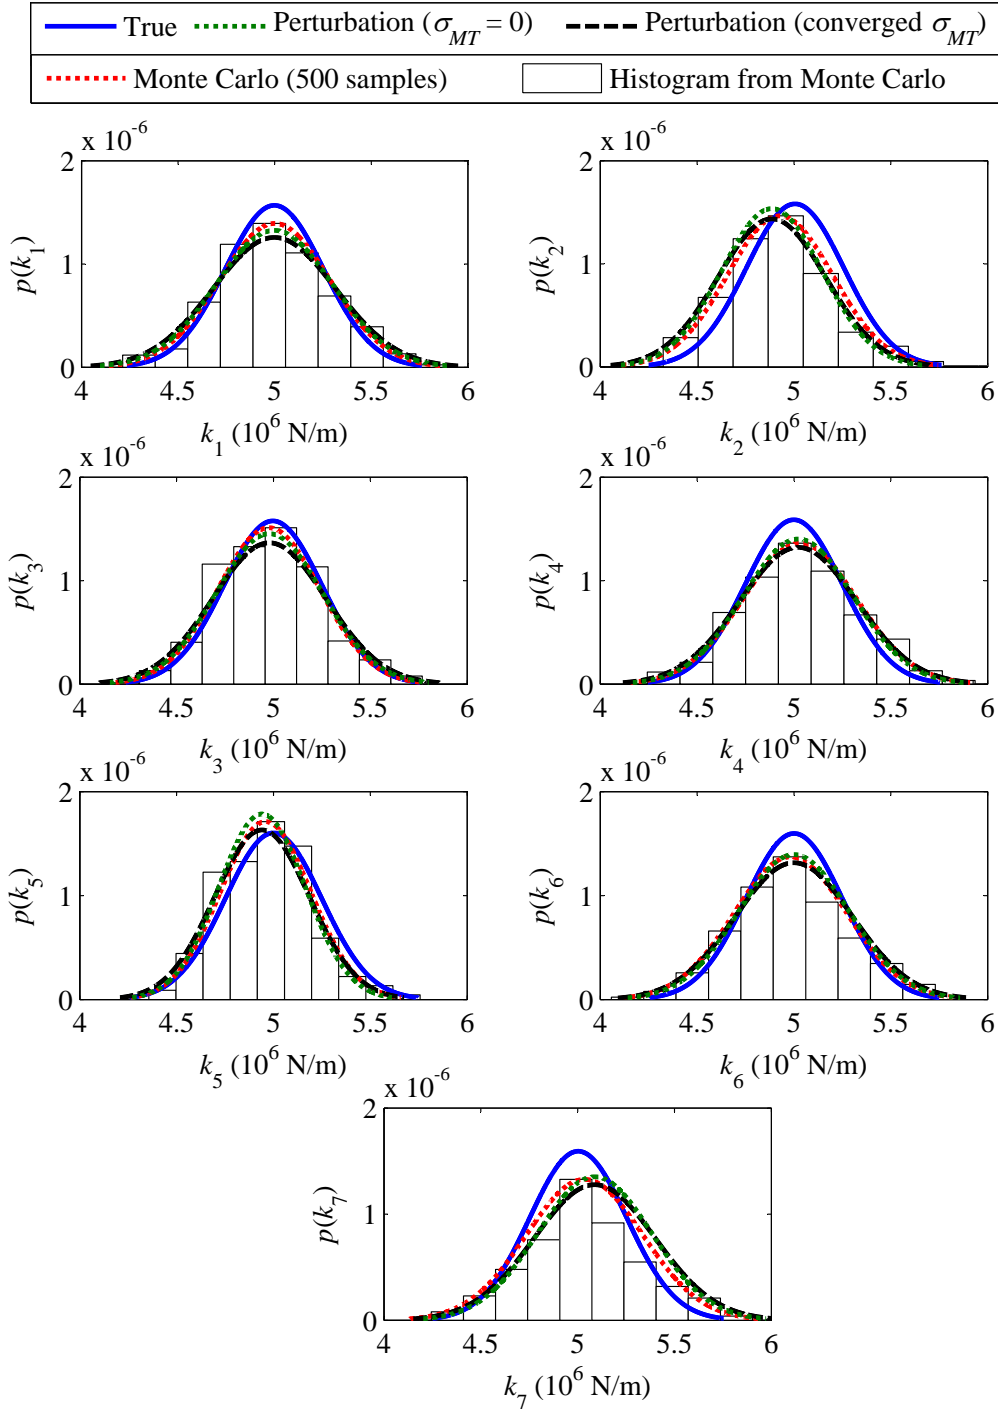 True Perturbation (σ_MT = 0) Perturbation (converged σ_MT)
Monte Carlo (500 samples) Histogram from Monte Carlo
x 10^-6
2
1
0
p(k_1)
4 4.5 5 5.5 6
k_1 (10^6 N/m)
x 10^-6
2
1
0
p(k_2)
4 4.5 5 5.5 6
k_2 (10^6 N/m)
x 10^-6
2
1
0
p(k_3)
4 4.5 5 5.5 6
k_3 (10^6 N/m)
x 10^-6
2
1
0
p(k_4)
4 4.5 5 5.5 6
k_4 (10^6 N/m)
x 10^-6
2
1
0
p(k_5)
4 4.5 5 5.5 6
k_5 (10^6 N/m)
x 10^-6
2
1
0
p(k_6)
4 4.5 5 5.5 6
k_6 (10^6 N/m)
x 10^-6
2
1
0
p(k_7)
4 4.5 5 5.5 6
k_7 (10^6 N/m)